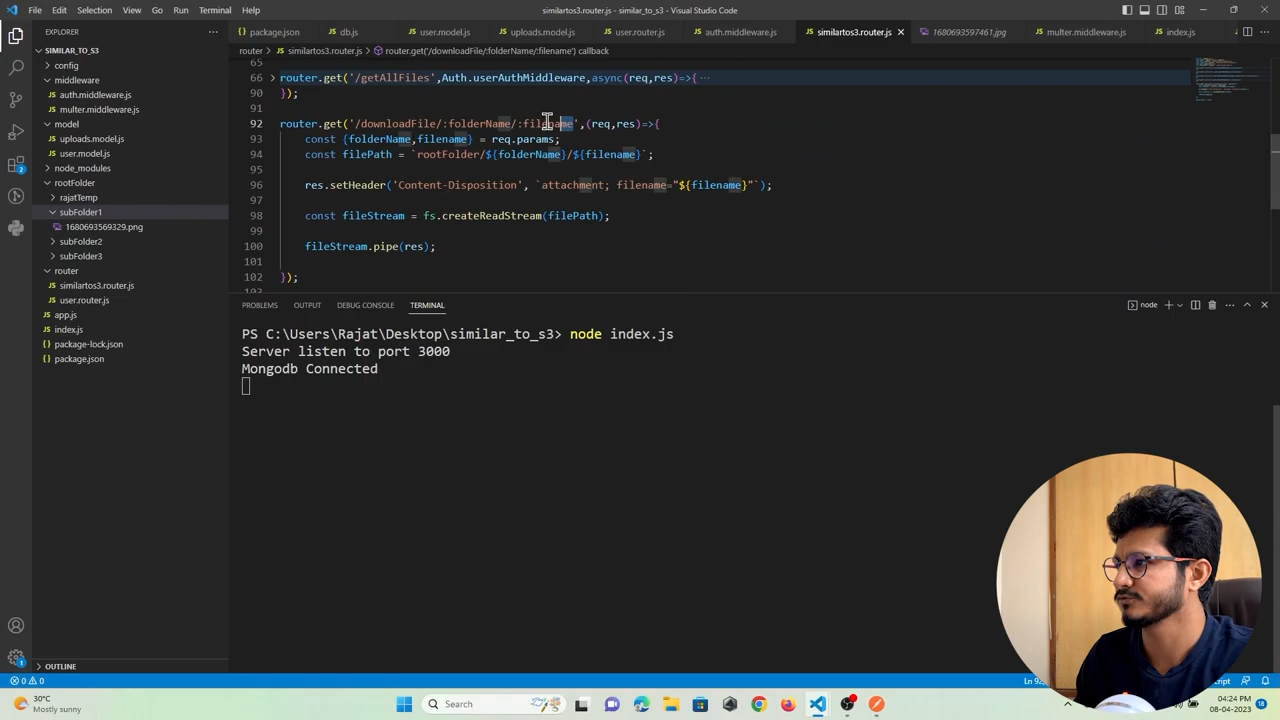 File Edit Selection View Go Run Terminal Help
similartos3.router.js - similar_to_s3 - Visual Studio Code
EXPLORER
package.json
db.js
user.model.js
uploads.model.js
user.router.js
auth.middleware.js
similartos3.router.js
1680693597461.jpg
multer.middleware.js
index.js
router > similartos3.router.js > router.get('/downloadFile/:folderName/:filename') callback
SIMILAR_TO_S3
config
middleware
auth.middleware.js
multer.middleware.js
model
uploads.model.js
user.model.js
node_modules
rootFolder
rajatTemp
subFolder1
1680693569329.png
subFolder2
subFolder3
router
similartos3.router.js
user.router.js
app.js
index.js
package-lock.json
package.json
OUTLINE
65
66 router.get('/getAllFiles',Auth.userAuthMiddleware,async(req,res)=>{ ...
90 });
91
92 router.get('/downloadFile/:folderName/:filename',(req,res)=>{
93 const {folderName,filename} = req.params;
94 const filePath = `rootFolder/${folderName}/${filename}`;
95
96 res.setHeader('Content-Disposition', `attachment; filename="${filename}"`);
97
98 const fileStream = fs.createReadStream(filePath);
99
100 fileStream.pipe(res);
101
102 });
103
PROBLEMS OUTPUT DEBUG CONSOLE TERMINAL
node
PS C:\Users\Rajat\Desktop\similar_to_s3> node index.js
Server listen to port 3000
Mongodb Connected
2
1
0 0
30°C
Mostly sunny
Search
04:24 PM
08-04-2023
18